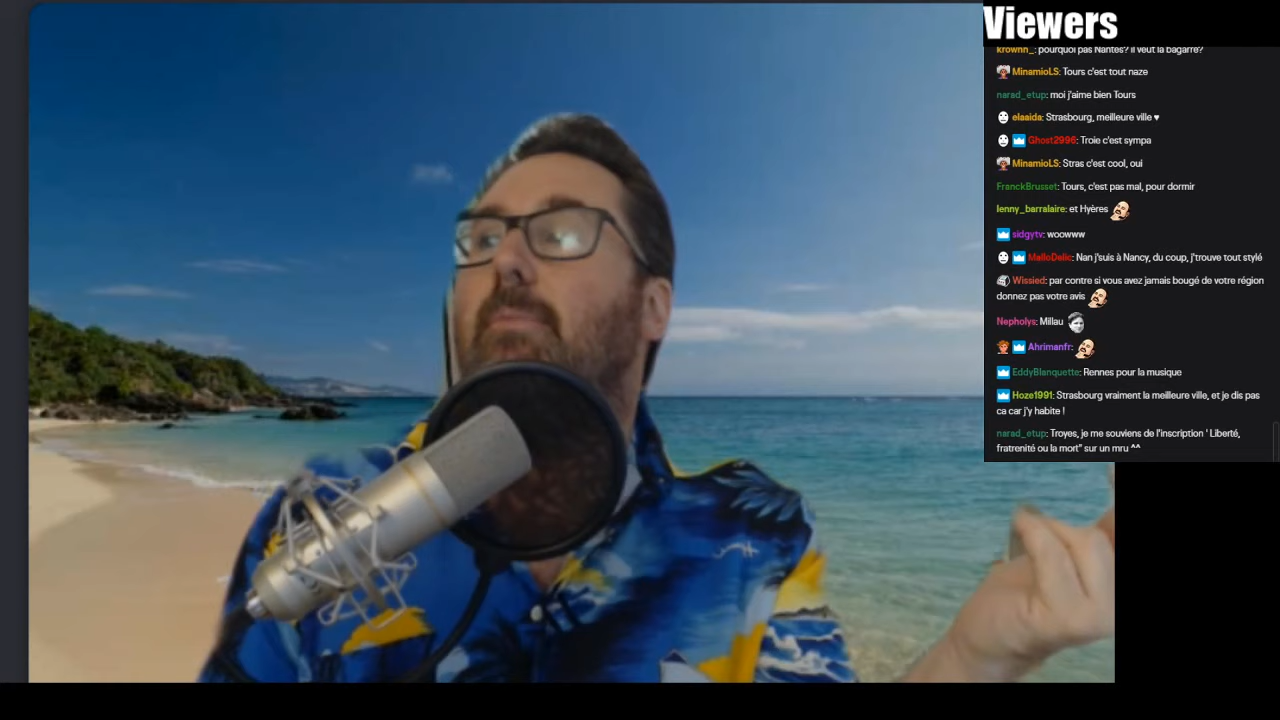 Viewers
krownn_: pourquoi pas Nantes? il veut la bagarre?
MinamioLS: Tours c'est tout naze
narad_etup: moi j'aime bien Tours
elaaida: Strasbourg, meilleure ville ♥
Ghost2996: Troie c'est sympa
MinamioLS: Stras c'est cool, oui
FranckBrusset: Tours, c'est pas mal, pour dormir
lenny_barralaire: et Hyères
sidgytv: woowww
MalloDelic: Nan j'suis à Nancy, du coup, j'trouve tout stylé
Wissied: par contre si vous avez jamais bougé de votre région
donnez pas votre avis
Nepholys: Millau
Ahrimanfr:
EddyBlanquette: Rennes pour la musique
Hoze1991: Strasbourg vraiment la meilleure ville, et je dis pas
ca car j'y habite !
narad_etup: Troyes, je me souviens de l'inscription ' Liberté,
fratrenité ou la mort" sur un mru ^^